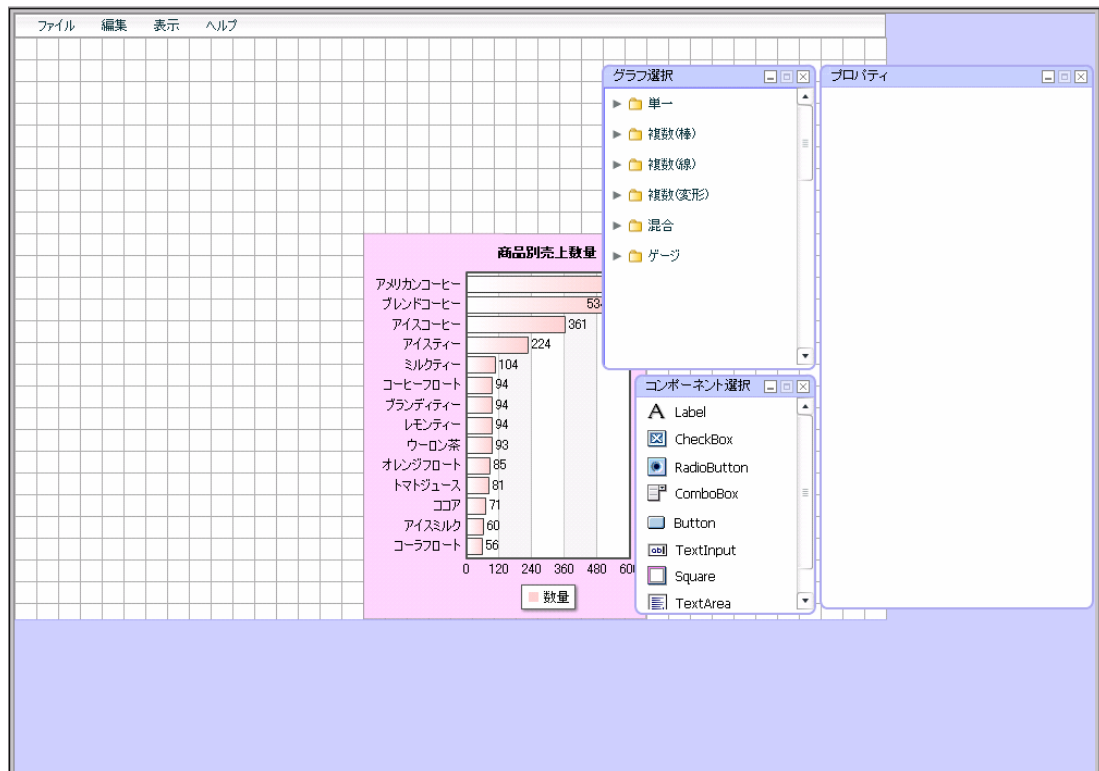 ファイル 編集 表示 ヘルプ
グラフ選択
単一
複数(棒)
複数(線)
複数(変形)
混合
ゲージ
プロパティ
商品別売上数量
アメリカンコーヒー
ブレンドコーヒー
アイスコーヒー 361
アイスティー 224
ミルクティー 104
コーヒーフロート 94
ブランディティー 94
レモンティー 94
ウーロン茶 93
オレンジフロート 85
トマトジュース 81
ココア 71
アイスミルク 60
コーラフロート 56
0 120 240 360 480
数量
コンポーネント選択
Label
CheckBox
RadioButton
ComboBox
Button
TextInput
Square
TextArea